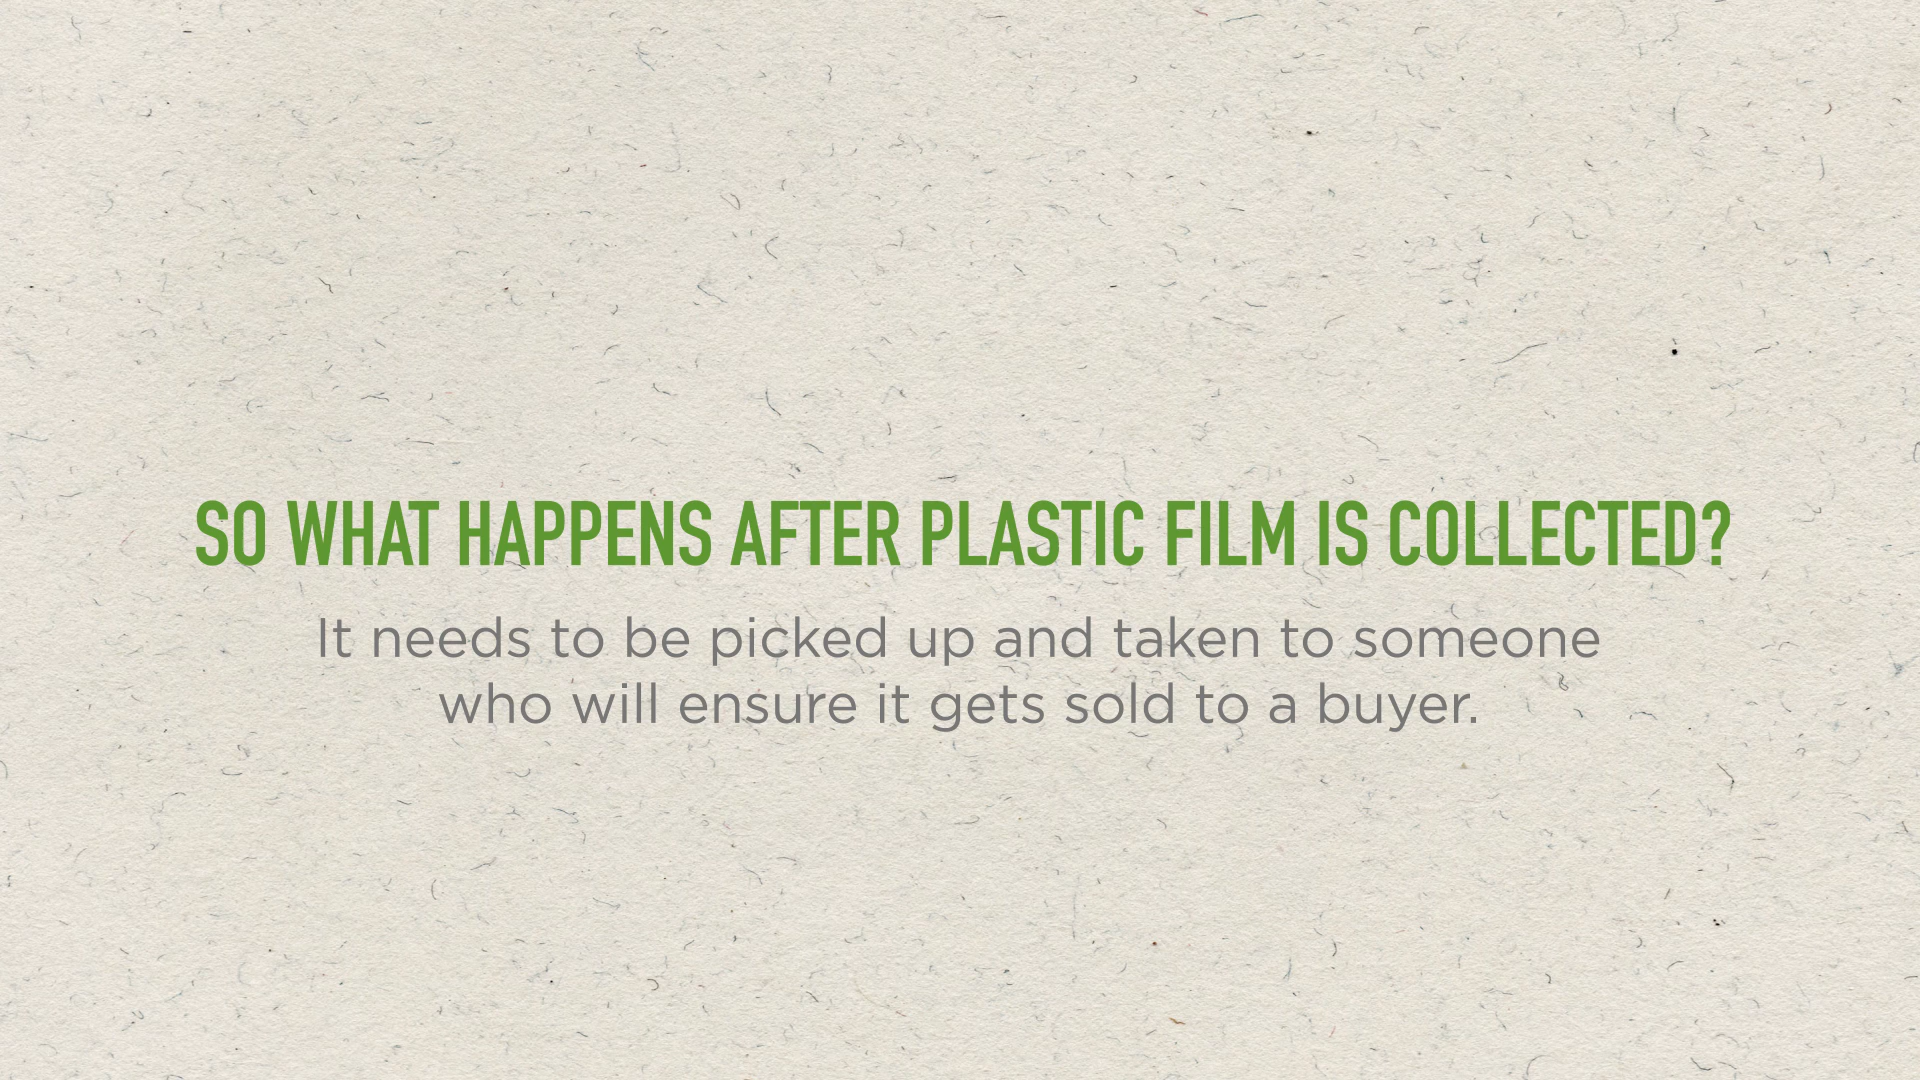 SO WHAT HAPPENS AFTER PLASTIC FILM IS COLLECTED?
It needs to be picked up and taken to someone
who will ensure it gets sold to a buyer.